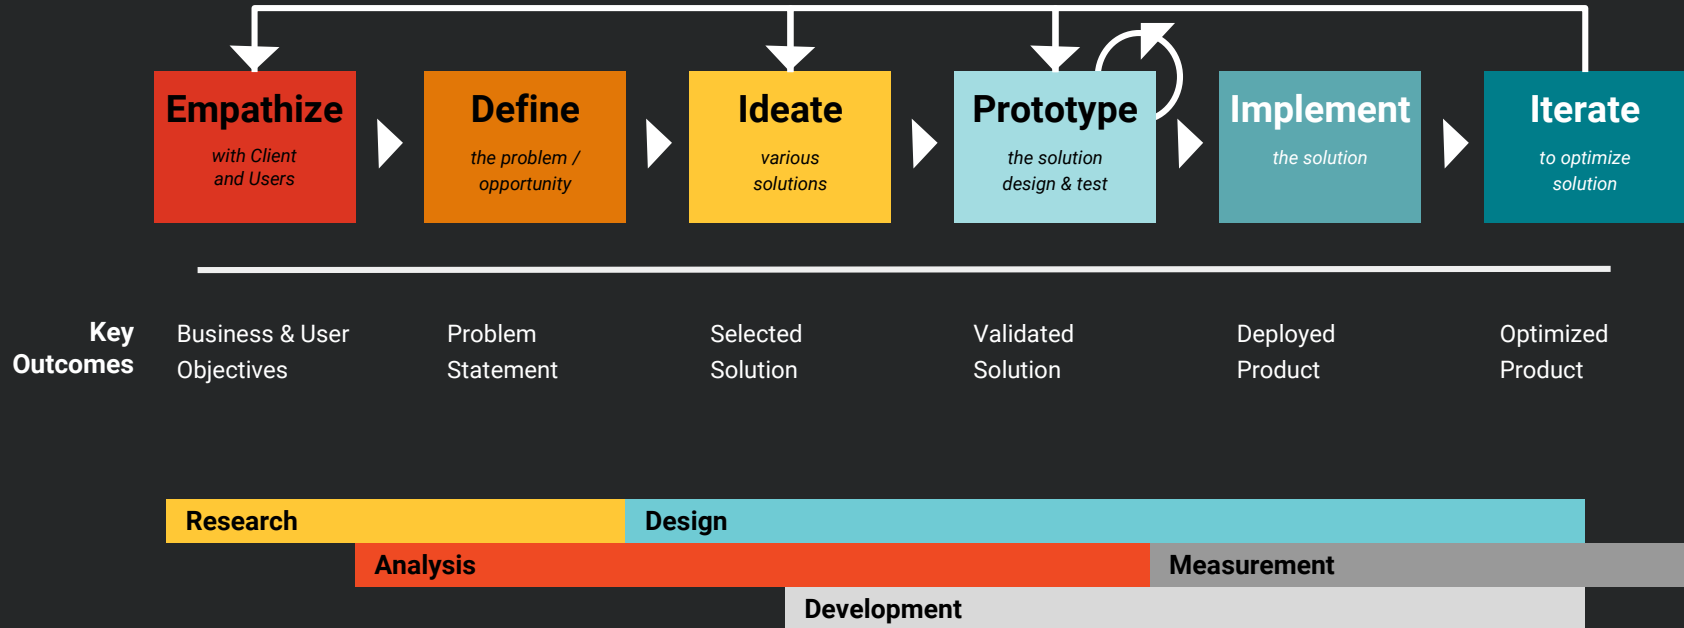 Empathize
with Client
and Users
Define
the problem /
opportunity
Ideate
various
solutions
Prototype
the solution
design & test
Implement
the solution
Iterate
to optimize
solution
Key
Outcomes
Business & User
Objectives
Problem
Statement
Selected
Solution
Validated
Solution
Deployed
Product
Optimized
Product
Research
Design
Analysis
Measurement
Development